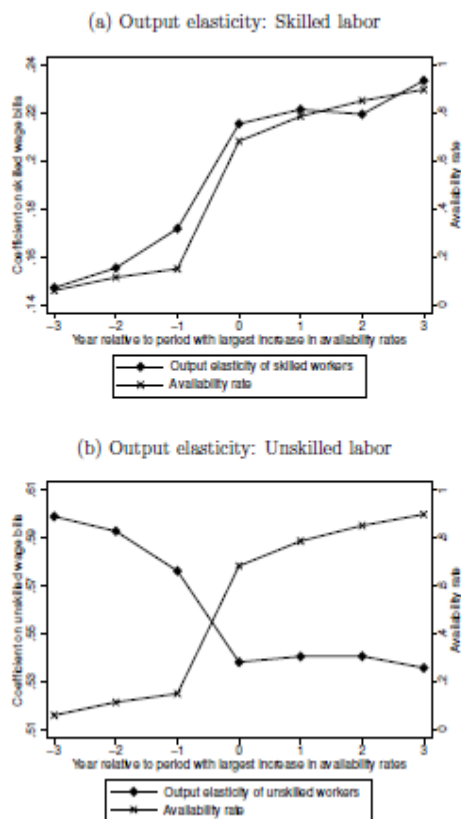 (a) Output elasticity: Skilled labor
Coefficient on skilled wage bills
.14 .16 .18 .2 .22 .24
0 .2 .4 .6 .8 1
Availability rate
-3 -2 -1 0 1 2 3
Year relative to period with largest increase in availability rates
Output elasticity of skilled workers
Availability rate
(b) Output elasticity: Unskilled labor
Coefficient on unskilled wage bills
.51 .53 .55 .57 .59 .61
0 .2 .4 .6 .8 1
Availability rate
-3 -2 -1 0 1 2 3
Year relative to period with largest increase in availability rates
Output elasticity of unskilled workers
Availability rate